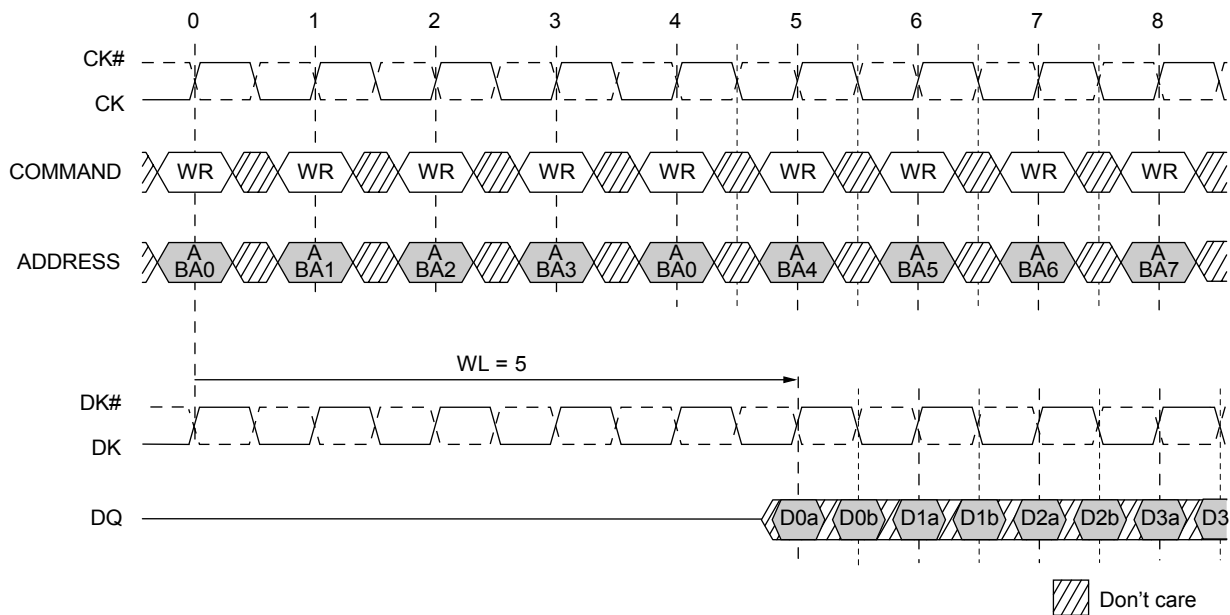 0 1 2 3 4 5 6 7 8
CK#
CK
COMMAND WR WR WR WR WR WR WR WR WR
A A A A A A A A A
ADDRESS BA0 BA1 BA2 BA3 BA0 BA4 BA5 BA6 BA7
WL = 5
DK#
DK
DQ D0a D0b D1a D1b D2a D2b D3a D3
Don't care